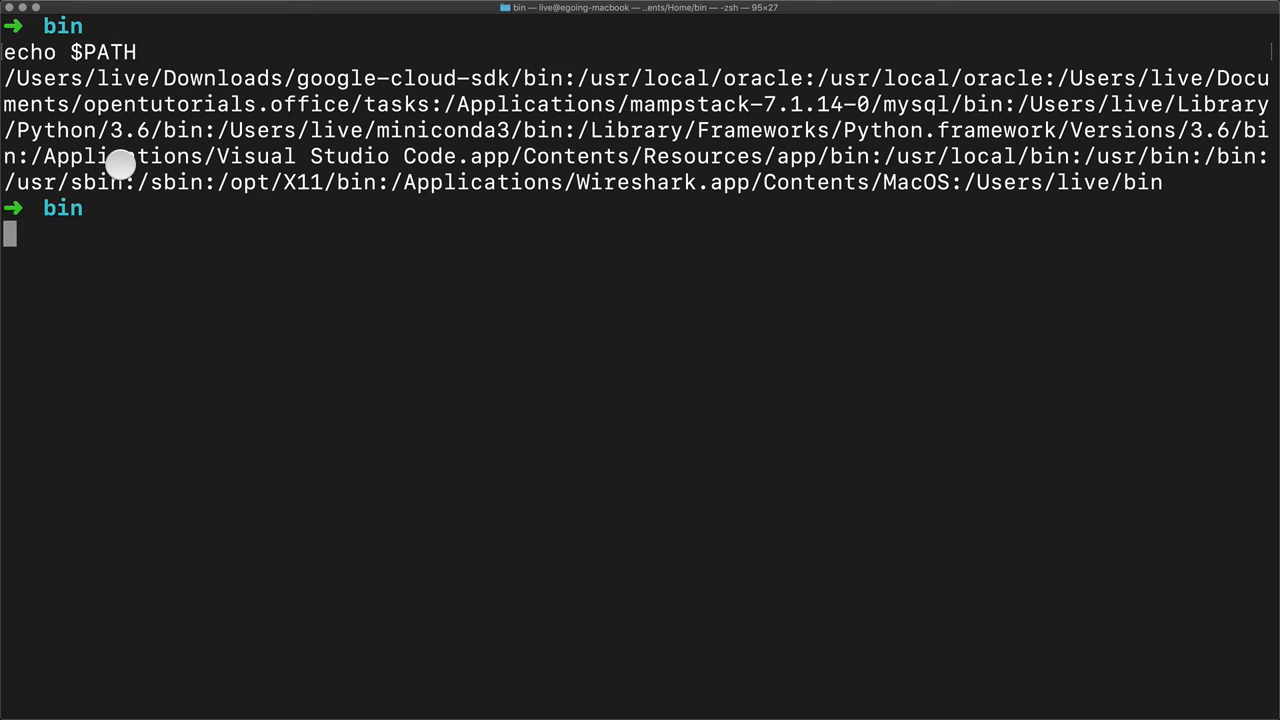 bin — live@egoing-macbook — ..ents/Home/bin — -zsh — 95×27
➜ bin
echo $PATH
/Users/live/Downloads/google-cloud-sdk/bin:/usr/local/oracle:/usr/local/oracle:/Users/live/Docu
ments/opentutorials.office/tasks:/Applications/mampstack-7.1.14-0/mysql/bin:/Users/live/Library
/Python/3.6/bin:/Users/live/miniconda3/bin:/Library/Frameworks/Python.framework/Versions/3.6/bi
n:/Applications/Visual Studio Code.app/Contents/Resources/app/bin:/usr/local/bin:/usr/bin:/bin:
/usr/sbin:/sbin:/opt/X11/bin:/Applications/Wireshark.app/Contents/MacOS:/Users/live/bin
➜ bin